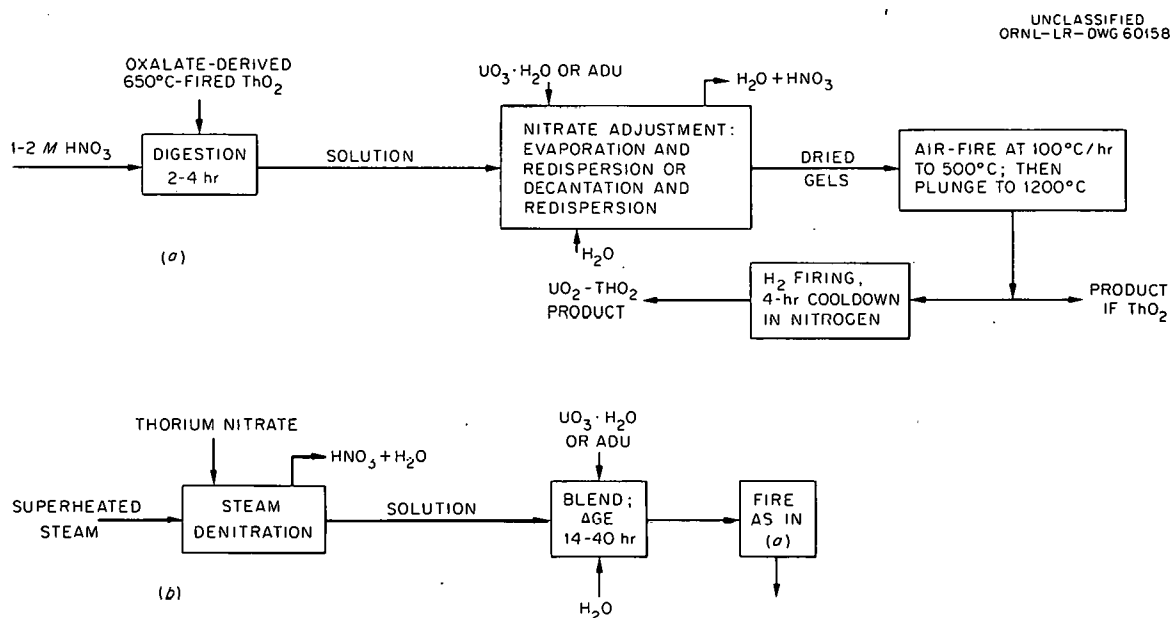 UNCLASSIFIED
ORNL-LR-DWG 60158
OXALATE-DERIVED
650°C-FIRED ThO₂
1-2 M HNO₃
DIGESTION
2-4 hr
SOLUTION
UO₃·H₂O OR ADU
H₂O + HNO₃
NITRATE ADJUSTMENT:
EVAPORATION AND
REDISPERSION OR
DECANTATION AND
REDISPERSION
H₂O
DRIED
GELS
AIR-FIRE AT 100°C/hr
TO 500°C; THEN
PLUNGE TO 1200°C
(a)
UO₂-THO₂
PRODUCT
H₂ FIRING,
4-hr COOLDOWN
IN NITROGEN
PRODUCT
IF ThO₂
THORIUM NITRATE
HNO₃ + H₂O
SUPERHEATED
STEAM
STEAM
DENITRATION
SOLUTION
UO₃·H₂O
OR ADU
BLEND;
AGE
14-40 hr
H₂O
FIRE
AS IN
(a)
(b)